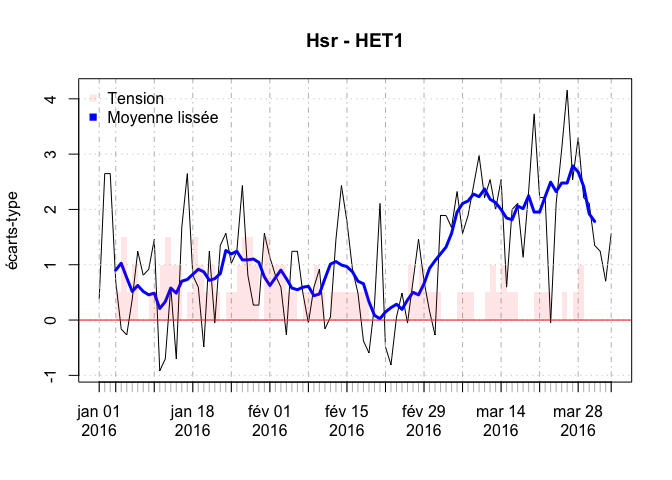 Hsr - HET1
Tension
Moyenne lissée
écarts-type
4
3
2
1
0
-1
jan 01 jan 18 fév 01 fév 15 fév 29 mar 14 mar 28
2016 2016 2016 2016 2016 2016 2016